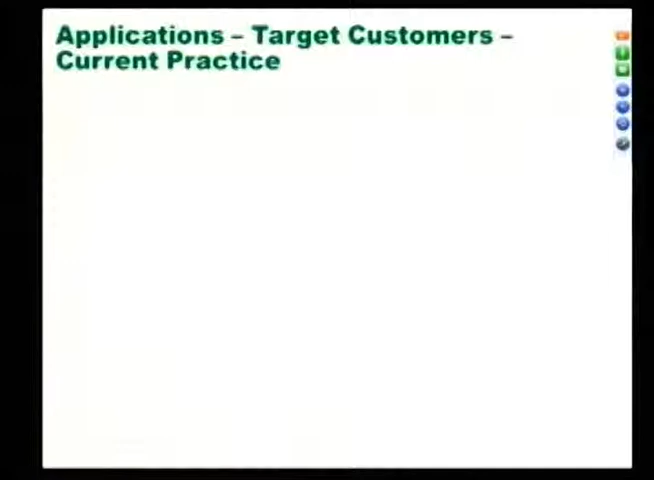 Applications – Target Customers –
Current Practice